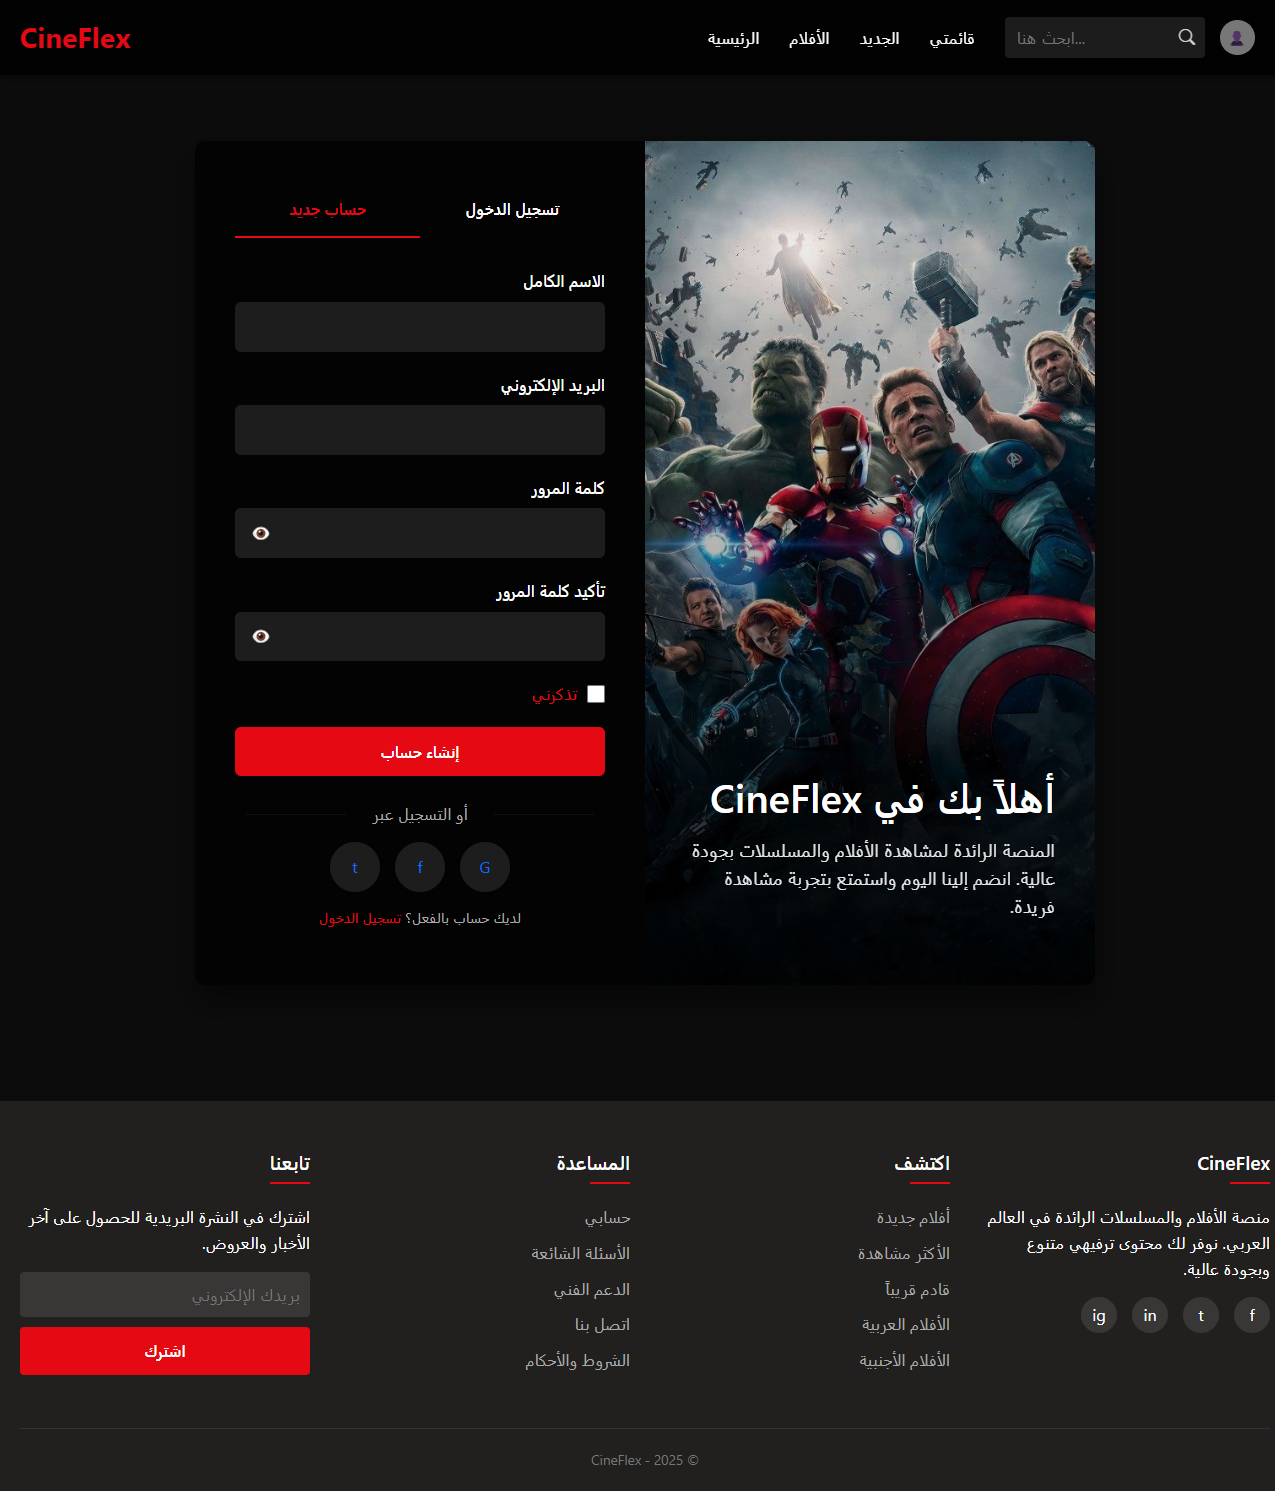 CineFlex
الرئيسية
الأفلام
الجديد
قائمتي
ابحث هنا...
تسجيل الدخول
حساب جديد
الاسم الكامل
البريد الإلكتروني
كلمة المرور
تأكيد كلمة المرور
تذكرني
إنشاء حساب
أو التسجيل عبر
G
f
t
لديك حساب بالفعل؟ تسجيل الدخول
أهلاً بك في CineFlex
المنصة الرائدة لمشاهدة الأفلام والمسلسلات بجودة
عالية. انضم إلينا اليوم واستمتع بتجربة مشاهدة
فريدة.
CineFlex
منصة الأفلام والمسلسلات الرائدة في العالم
العربي. نوفر لك محتوى ترفيهي متنوع
وبجودة عالية.
f
t
in
ig
اكتشف
أفلام جديدة
الأكثر مشاهدة
قادم قريباً
الأفلام العربية
الأفلام الأجنبية
المساعدة
حسابي
الأسئلة الشائعة
الدعم الفني
اتصل بنا
الشروط والأحكام
تابعنا
اشترك في النشرة البريدية للحصول على آخر
الأخبار والعروض.
بريدك الإلكتروني
اشترك
© 2025 - CineFlex